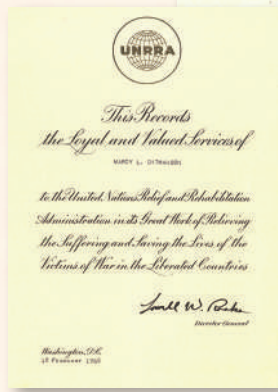 UNRRA
This Records
the Loyal and Valued Services of
to the United Nations Relief and Rehabilitation
Administration in its Great Work of Relieving
the Suffering and Saving the Lives of the
Victims of War in the Liberated Countries
Director General
Washington, D.C.